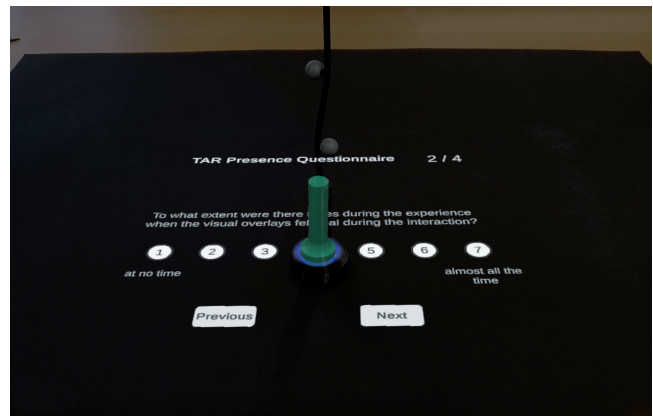 TAR Presence Questionnaire 2 / 4
To what extent were there during the experience
when the visual overlays during the interaction?
1 2 3 5 6 7
at no time almost all the
time
Previous Next